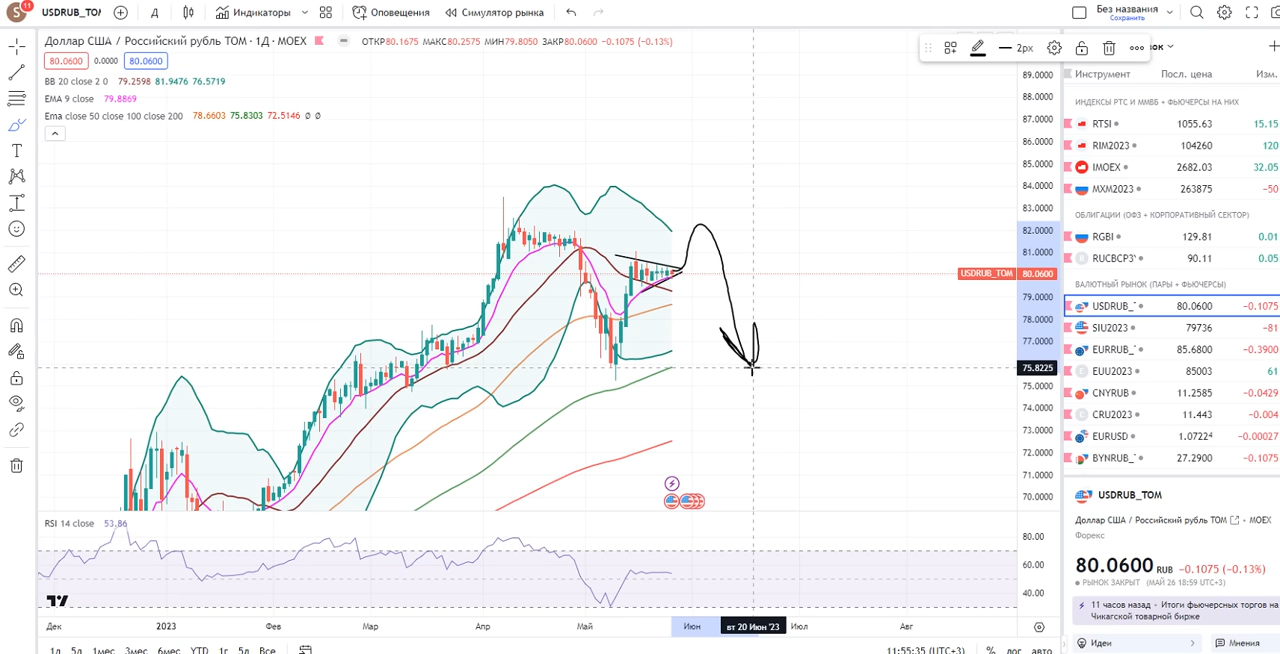 S 11 USDRUB_TO Д Индикаторы Оповещения Симулятор рынка Без названия
Сохранить
Доллар США / Российский рубль ТОМ · 1Д · MOEX ОТКР80.1675 МАКС80.2575 МИН79.8050 ЗАКР80.0600 −0.1075 (−0.13%)
80.0600 0.0000 80.0600
BB 20 close 2 0 79.2598 81.9476 76.5719
EMA 9 close 79.8869
Ema close 50 close 100 close 200 78.6603 75.8303 72.5146 ∅ ∅
2px
89.0000
88.0000
87.0000
86.0000
85.0000
84.0000
83.0000
82.0000
81.0000
USDRUB_TOM 80.0600
79.0000
78.0000
77.0000
75.8225
75.0000
74.0000
73.0000
72.0000
71.0000
70.0000
RSI 14 close 53.86
80.00
60.00
40.00
Дек 2023 Фев Мар Апр Май Июн вт 20 Июн '23 Июл Авг
1д 5д 1мес 3мес 6мес YTD 1г 5л Все 11:55:35 (UTC+3) % лог авто
ок
Инструмент Посл. цена Изм.
ИНДЕКСЫ РТС И ММВБ + ФЬЮЧЕРСЫ НА НИХ
RTSI 1055.63 15.15
RIM2023 104260 120
IMOEX 2682.03 32.05
MXM2023 263875 −50
ОБЛИГАЦИИ (ОФЗ + КОРПОРАТИВНЫЙ СЕКТОР)
RGBI 129.81 0.01
RUCBCP3 90.11 0.05
ВАЛЮТНЫЙ РЫНОК (ПАРЫ + ФЬЮЧЕРСЫ)
USDRUB_ 80.0600 −0.1075
SIU2023 79736 −81
EURRUB_ 85.6800 −0.3900
EUU2023 85003 61
CNYRUB 11.2585 −0.0429
CRU2023 11.443 −0.004
EURUSD 1.07224 −0.00027
BYNRUB_ 27.2900 −0.1075
USDRUB_TOM
Доллар США / Российский рубль ТОМ · MOEX
Форекс
80.0600 RUB −0.1075 (−0.13%)
РЫНОК ЗАКРЫТ (МАЙ 26 18:59 UTC+3)
11 часов назад · Итоги фьючерсных торгов на
Чикагской товарной бирже
Идеи Мнения